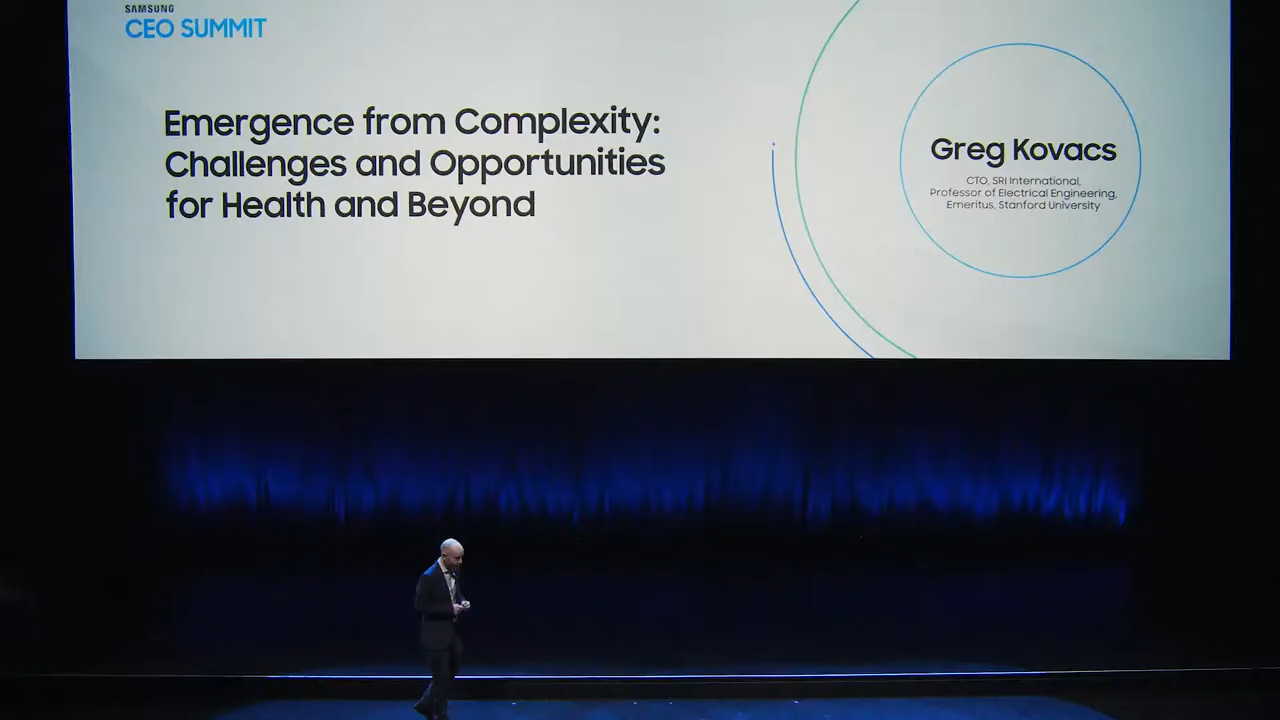 SAMSUNG
CEO SUMMIT
Emergence from Complexity:
Challenges and Opportunities
for Health and Beyond
Greg Kovacs
CTO, SRI International,
Professor of Electrical Engineering,
Emeritus, Stanford University